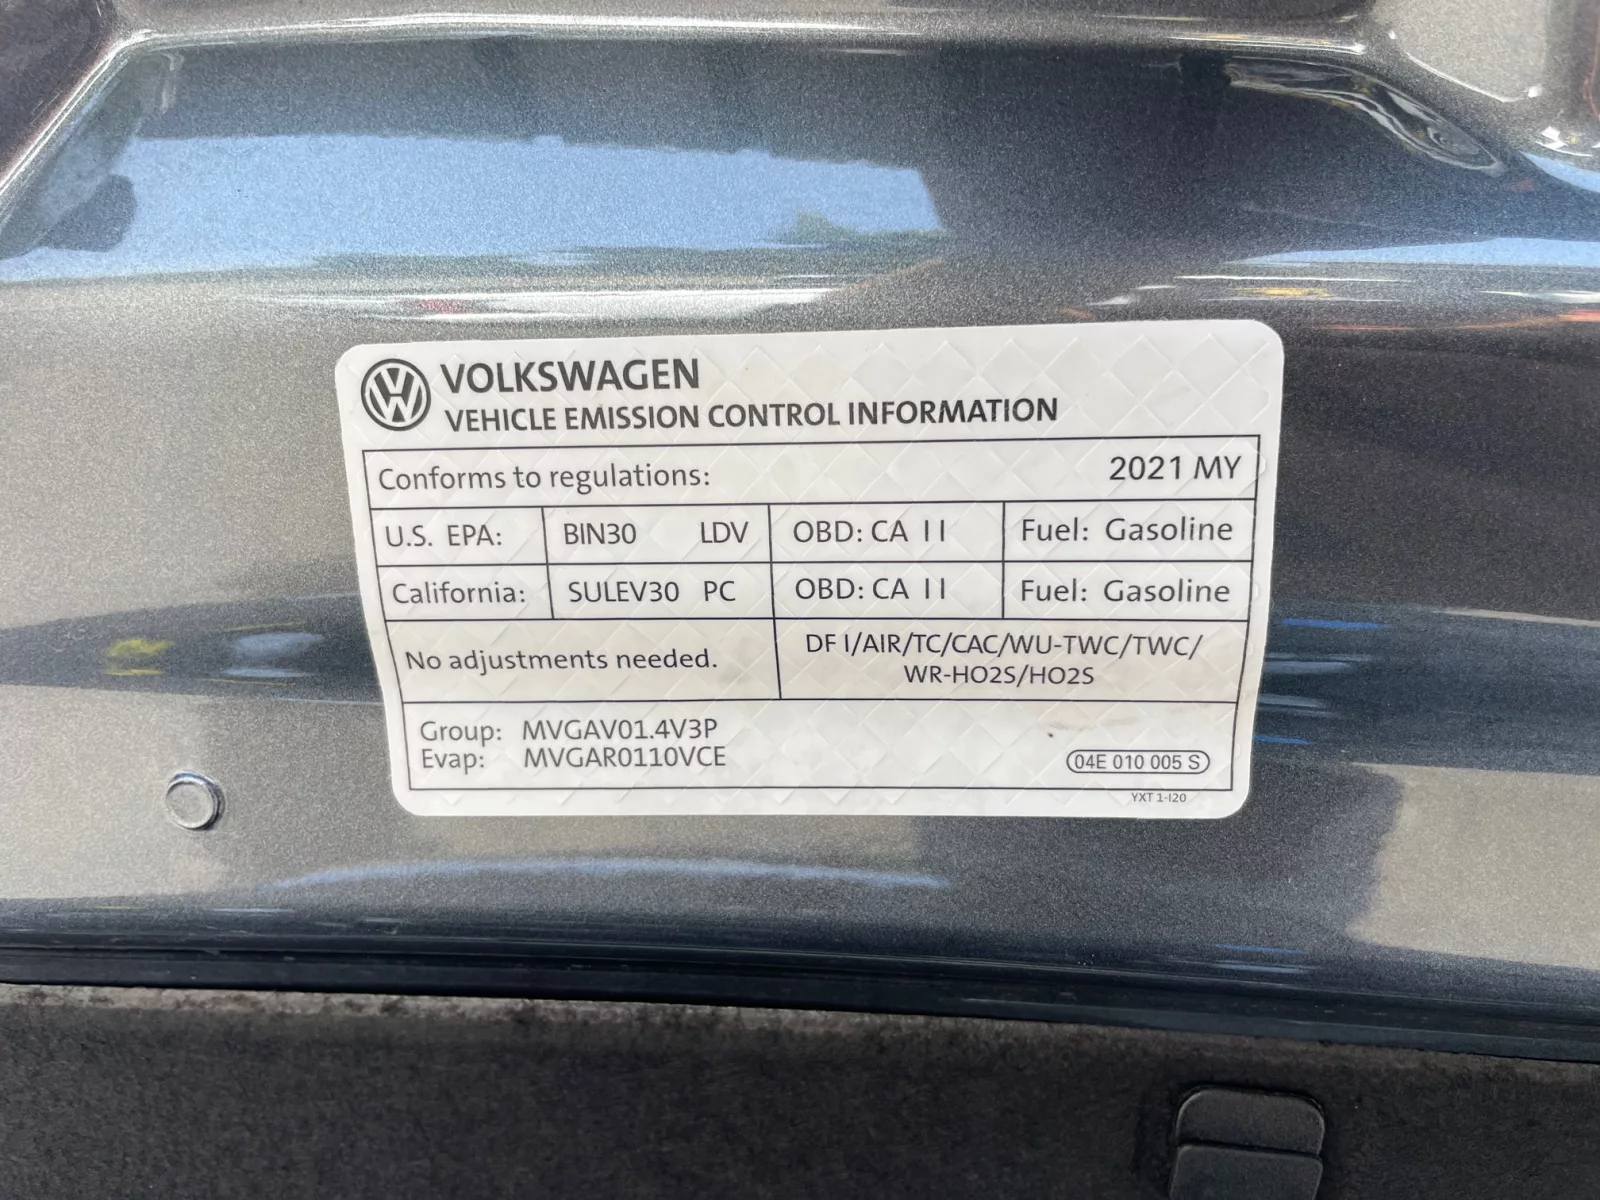 VOLKSWAGEN
VEHICLE EMISSION CONTROL INFORMATION
Conforms to regulations: 2021 MY
U.S. EPA: BIN30 LDV OBD: CA II Fuel: Gasoline
California: SULEV30 PC OBD: CA II Fuel: Gasoline
No adjustments needed.
DFI/AIR/TC/CAC/WU-TWC/TWC/
WR-HO2S/HO2S
Group: MVGAV01.4V3P
Evap: MVGAR0110VCE
04E 010 005 S
YXT 1-I20